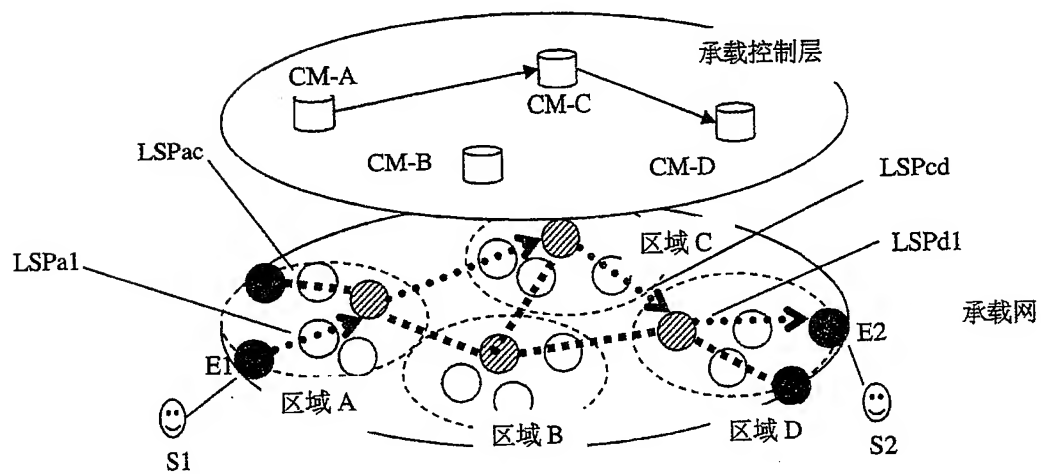 承载控制层
CM-A
CM-C
CM-B
CM-D
LSPac
LSPcd
LSPa1
区域 C
LSPd1
承载网
E1
E2
区域 A
区域 B
区域 D
S1
S2